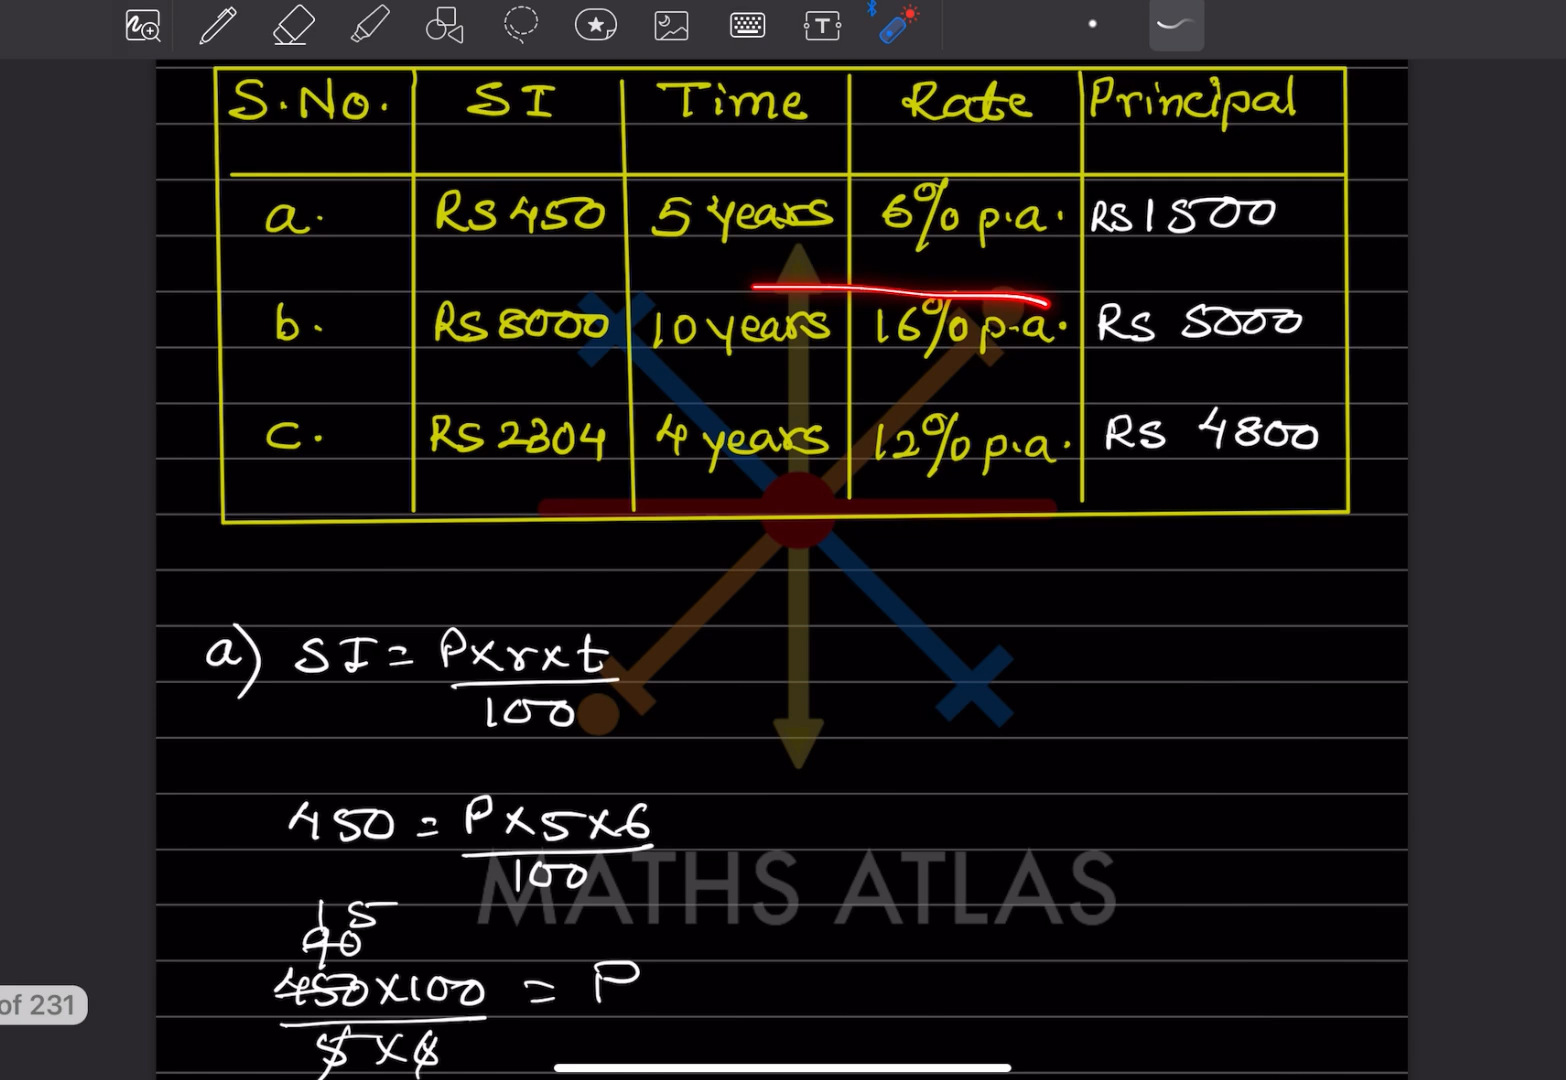 S.No. SI Time Rate Principal
a. Rs 450 5 years 6% p.a. Rs 1500
b. Rs 8000 10 years 16% p.a. Rs 5000
c. Rs 2304 4 years 12% p.a. Rs 4800
a) SI = P×r×t
100
450 = P×5×6
100
MATHS ATLAS
15
90
450×100 = P
5×6
of 231